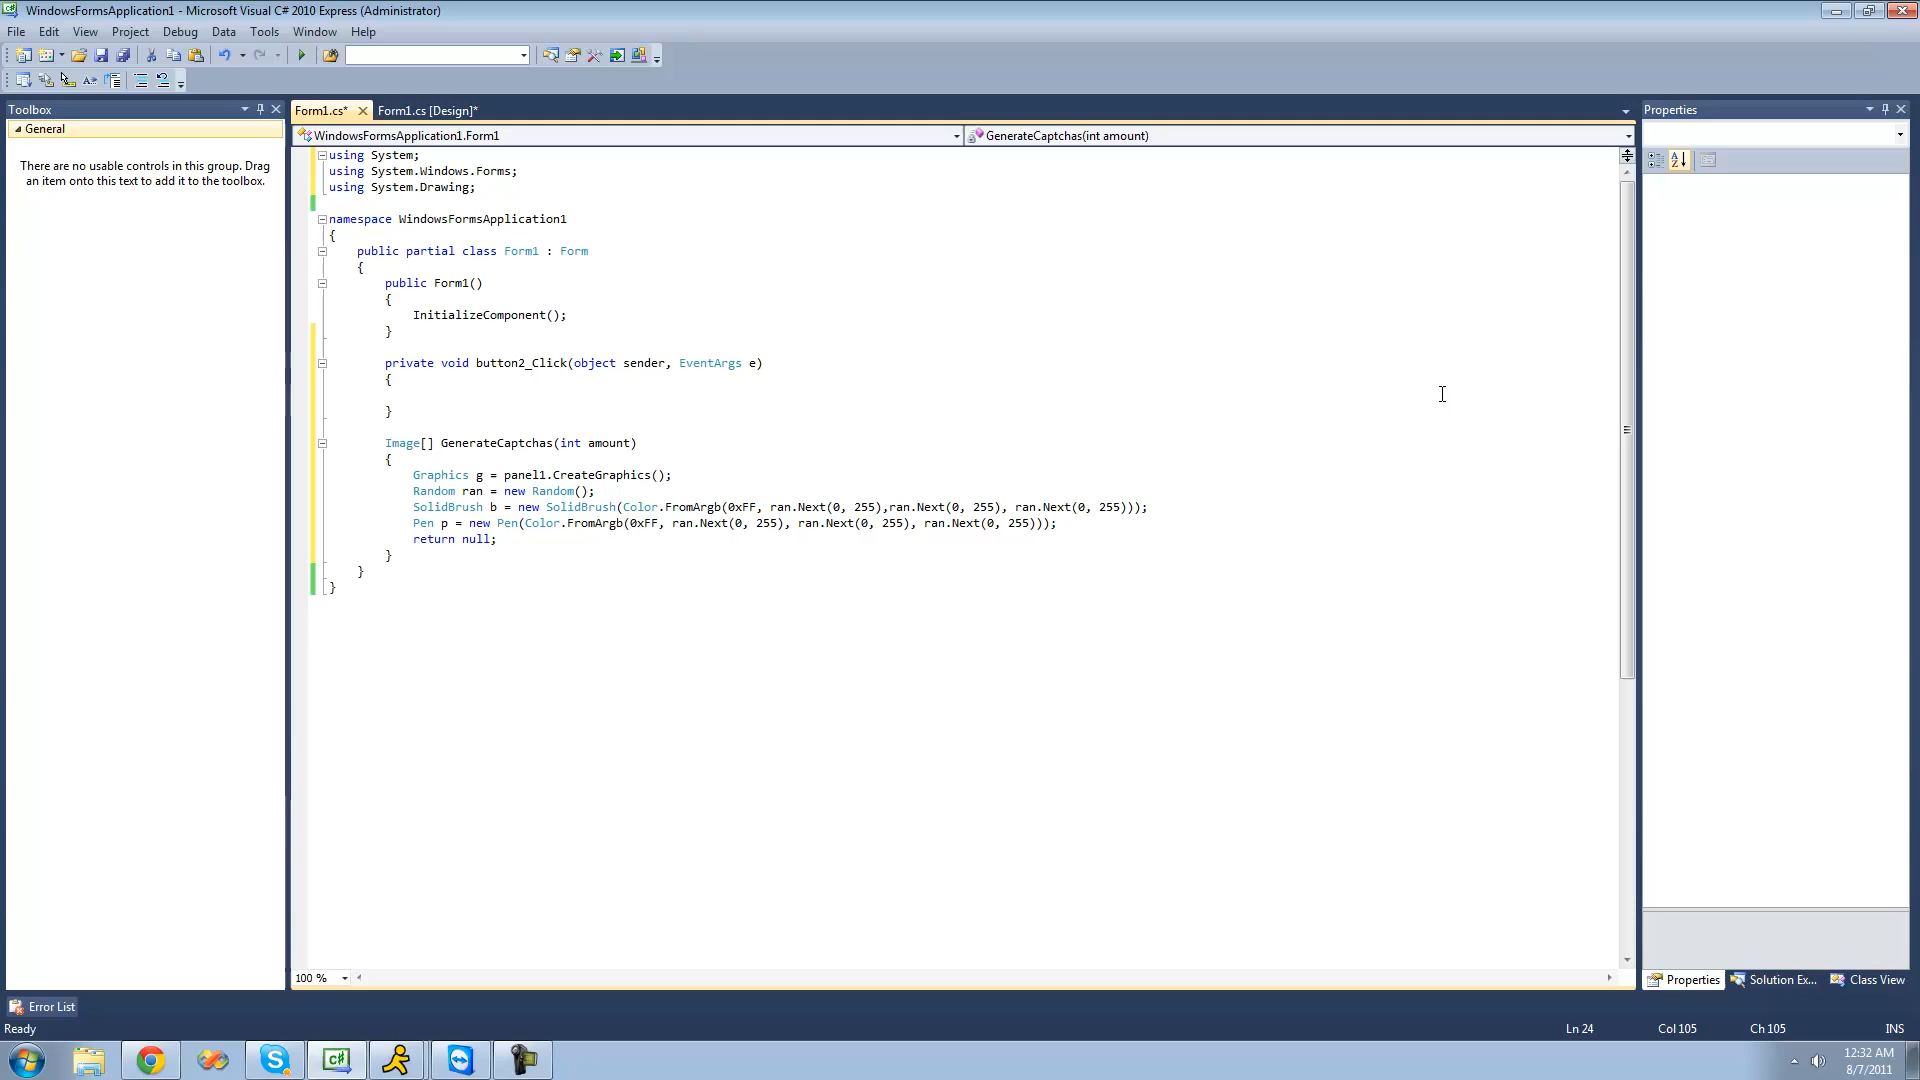 WindowsFormsApplication1 - Microsoft Visual C# 2010 Express (Administrator)
File Edit View Project Debug Data Tools Window Help
Toolbox
General
There are no usable controls in this group. Drag
an item onto this text to add it to the toolbox.
Form1.cs* Form1.cs [Design]*
WindowsFormsApplication1.Form1 GenerateCaptchas(int amount)
using System;
using System.Windows.Forms;
using System.Drawing;
namespace WindowsFormsApplication1
{
public partial class Form1 : Form
{
public Form1()
{
InitializeComponent();
}
private void button2_Click(object sender, EventArgs e)
{
}
Image[] GenerateCaptchas(int amount)
{
Graphics g = panel1.CreateGraphics();
Random ran = new Random();
SolidBrush b = new SolidBrush(Color.FromArgb(0xFF, ran.Next(0, 255),ran.Next(0, 255), ran.Next(0, 255)));
Pen p = new Pen(Color.FromArgb(0xFF, ran.Next(0, 255), ran.Next(0, 255), ran.Next(0, 255)));
return null;
}
}
}
100 %
Properties
Properties Solution Ex... Class View
Error List
Ready Ln 24 Col 105 Ch 105 INS
12:32 AM
8/7/2011